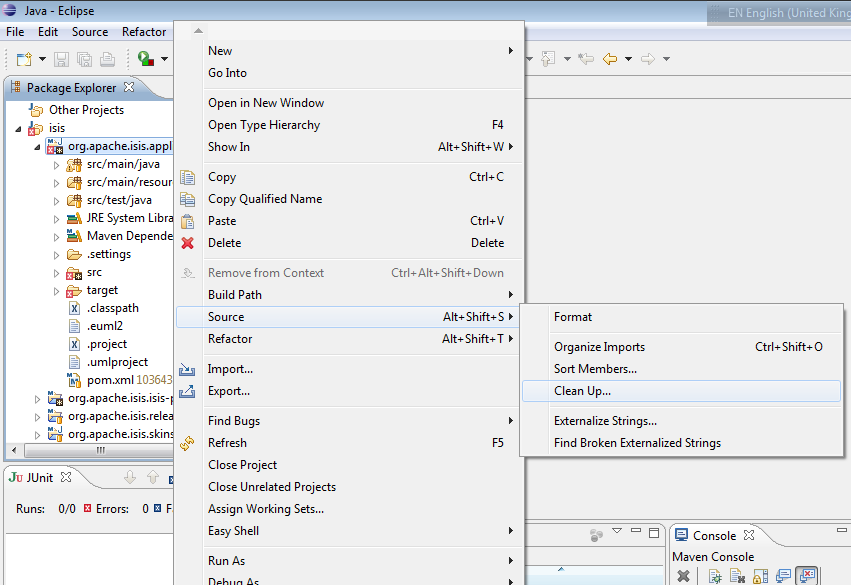 Java - Eclipse
EN English (United King
File Edit Source Refactor
Package Explorer
Other Projects
isis
org.apache.isis.appl
src/main/java
src/main/resour
src/test/java
JRE System Libra
Maven Depende
.settings
src
target
.classpath
.euml2
.project
.umlproject
pom.xml 103643
org.apache.isis.isis-p
org.apache.isis.relea
org.apache.isis.skins
New
Go Into
Open in New Window
Open Type Hierarchy F4
Show In Alt+Shift+W
Copy Ctrl+C
Copy Qualified Name
Paste Ctrl+V
Delete Delete
Remove from Context Ctrl+Alt+Shift+Down
Build Path
Source Alt+Shift+S
Refactor Alt+Shift+T
Import...
Export...
Find Bugs
Refresh F5
Close Project
Close Unrelated Projects
Assign Working Sets...
Easy Shell
Run As
Debug As
Format
Organize Imports Ctrl+Shift+O
Sort Members...
Clean Up...
Externalize Strings...
Find Broken Externalized Strings
JU JUnit
Runs: 0/0 Errors: 0 F
Console
Maven Console